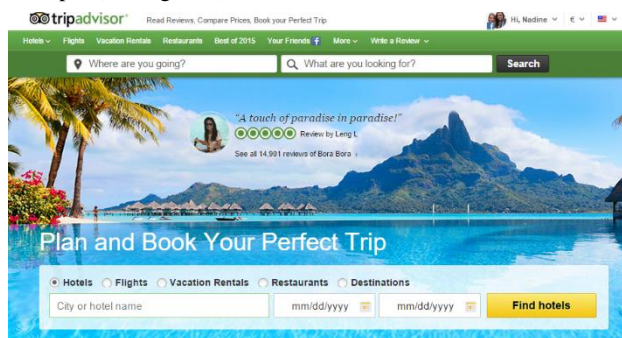 tripadvisor® Read Reviews, Compare Prices, Book your Perfect Trip Hi, Nadine €
Hotels Flights Vacation Rentals Restaurants Best of 2015 Your Friends f More Write a Review
Where are you going? What are you looking for? Search
"A touch of paradise in paradise!"
Review by Leng L
See all 14,991 reviews of Bora Bora
Plan and Book Your Perfect Trip
Hotels Flights Vacation Rentals Restaurants Destinations
City or hotel name mm/dd/yyyy mm/dd/yyyy Find hotels